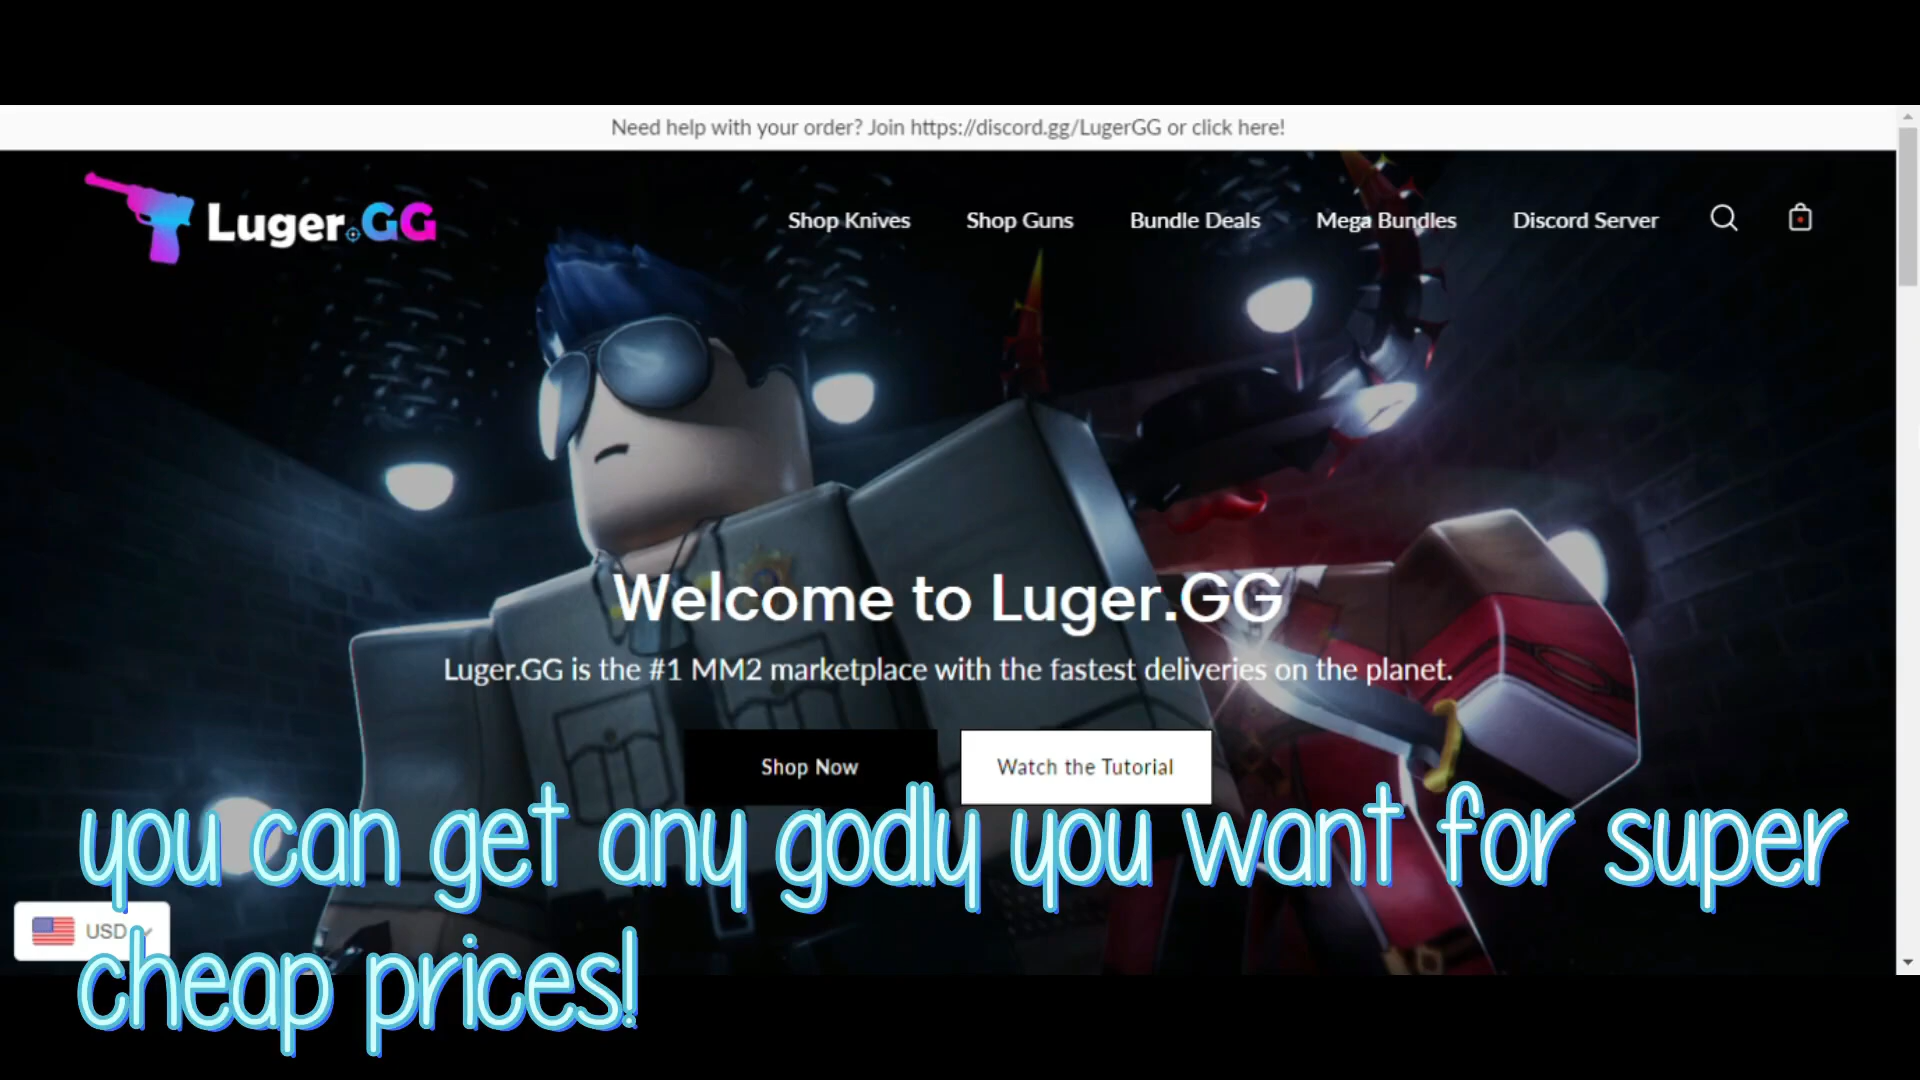 Need help with your order? Join https://discord.gg/LugerGG or click here!
Luger.GG
Shop Knives
Shop Guns
Bundle Deals
Mega Bundles
Discord Server
Welcome to Luger.GG
Luger.GG is the #1 MM2 marketplace with the fastest deliveries on the planet.
Shop Now
Watch the Tutorial
you can get any godly you want for super
cheap prices!
USD